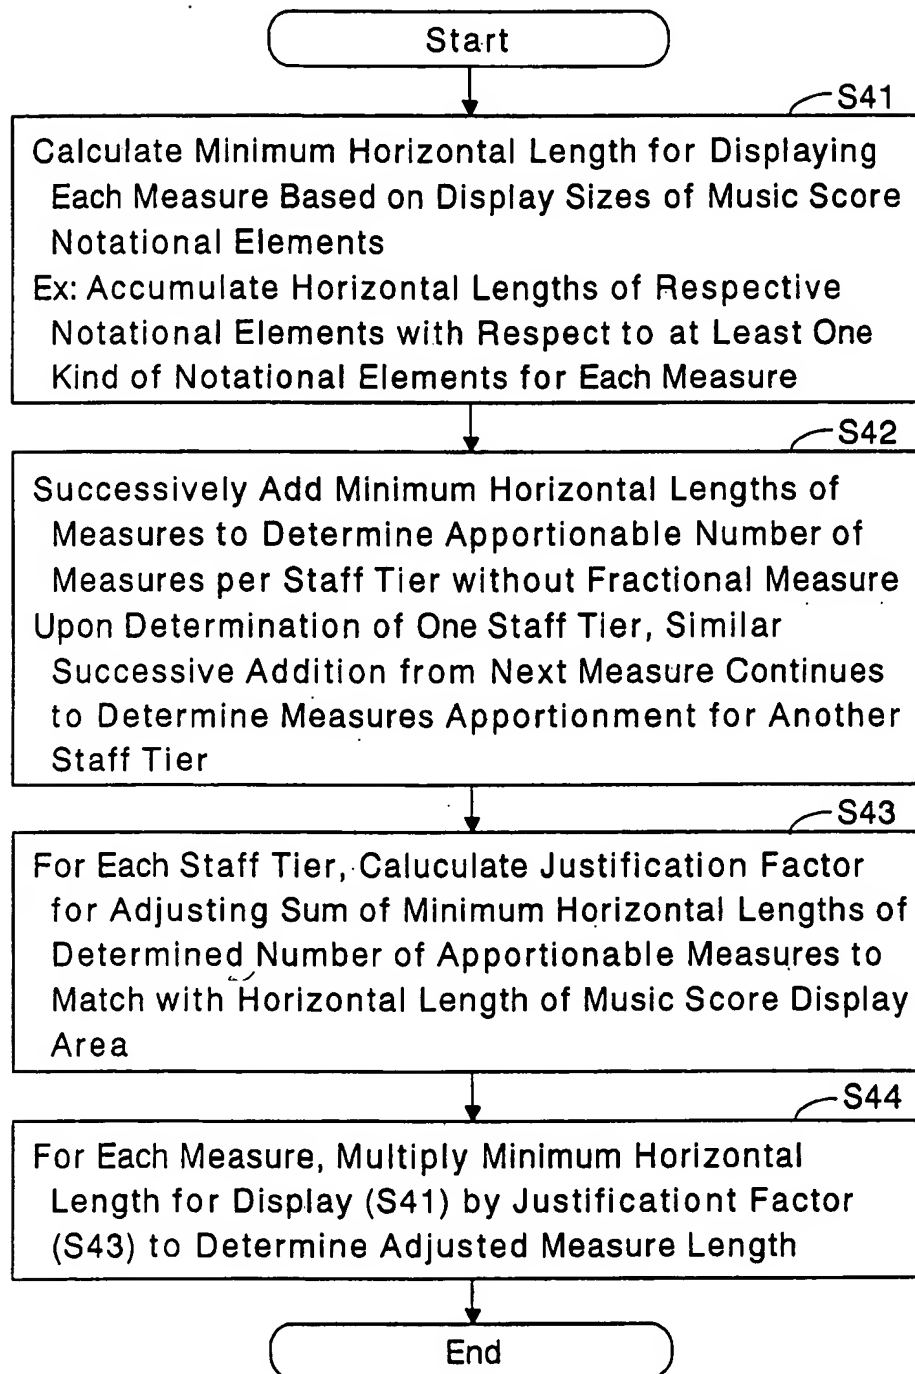 Start
S41
Calculate Minimum Horizontal Length for Displaying
Each Measure Based on Display Sizes of Music Score
Notational Elements
Ex: Accumulate Horizontal Lengths of Respective
Notational Elements with Respect to at Least One
Kind of Notational Elements for Each Measure
S42
Successively Add Minimum Horizontal Lengths of
Measures to Determine Apportionable Number of
Measures per Staff Tier without Fractional Measure
Upon Determination of One Staff Tier, Similar
Successive Addition from Next Measure Continues
to Determine Measures Apportionment for Another
Staff Tier
S43
For Each Staff Tier, Caluculate Justification Factor
for Adjusting Sum of Minimum Horizontal Lengths of
Determined Number of Apportionable Measures to
Match with Horizontal Length of Music Score Display
Area
S44
For Each Measure, Multiply Minimum Horizontal
Length for Display (S41) by Justificationt Factor
(S43) to Determine Adjusted Measure Length
End